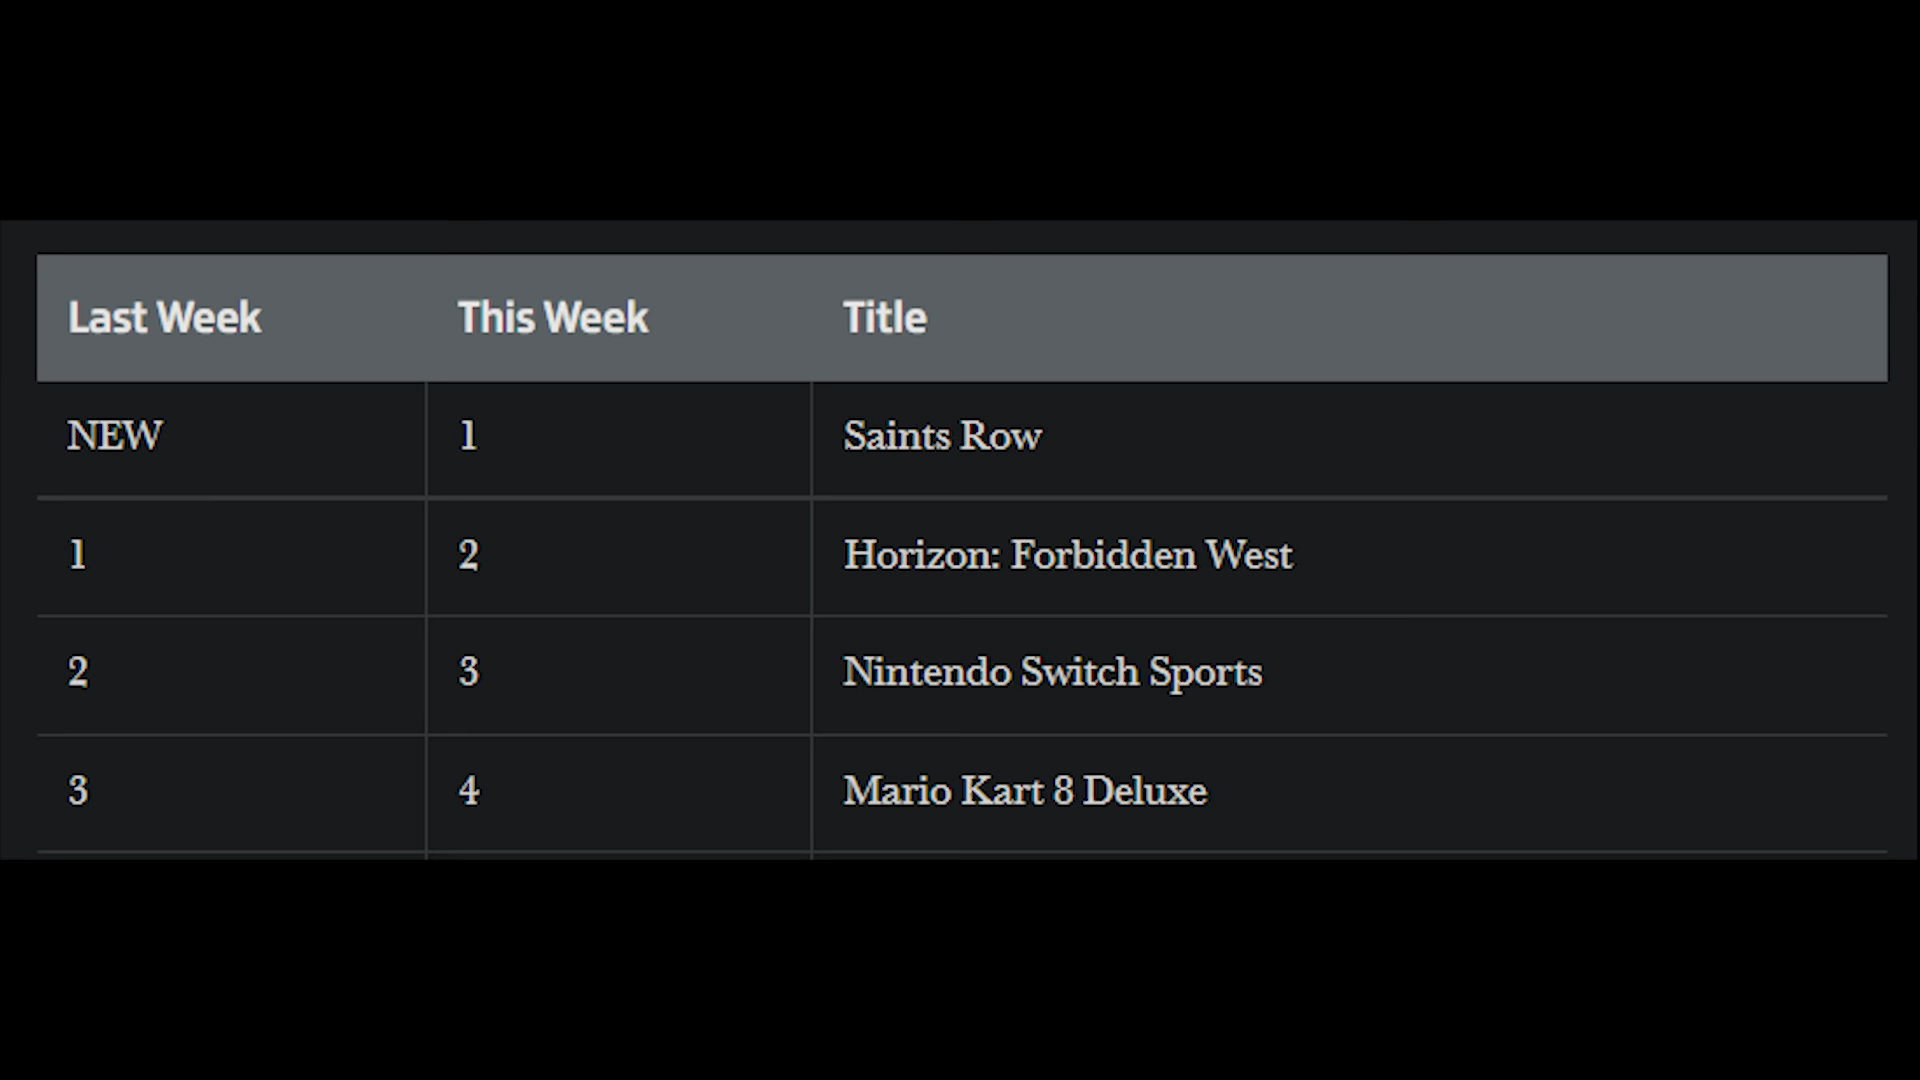 Last Week This Week Title
NEW 1 Saints Row
1 2 Horizon: Forbidden West
2 3 Nintendo Switch Sports
3 4 Mario Kart 8 Deluxe